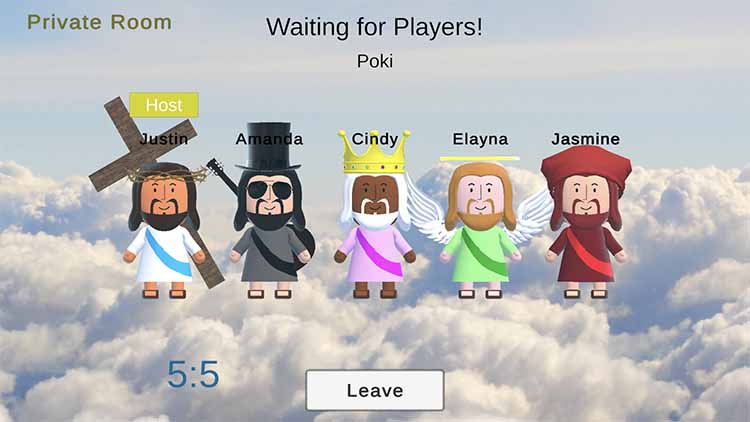 Private Room
Waiting for Players!
Poki
Host
Justin
Amanda
Cindy
Elayna
Jasmine
5:5
Leave